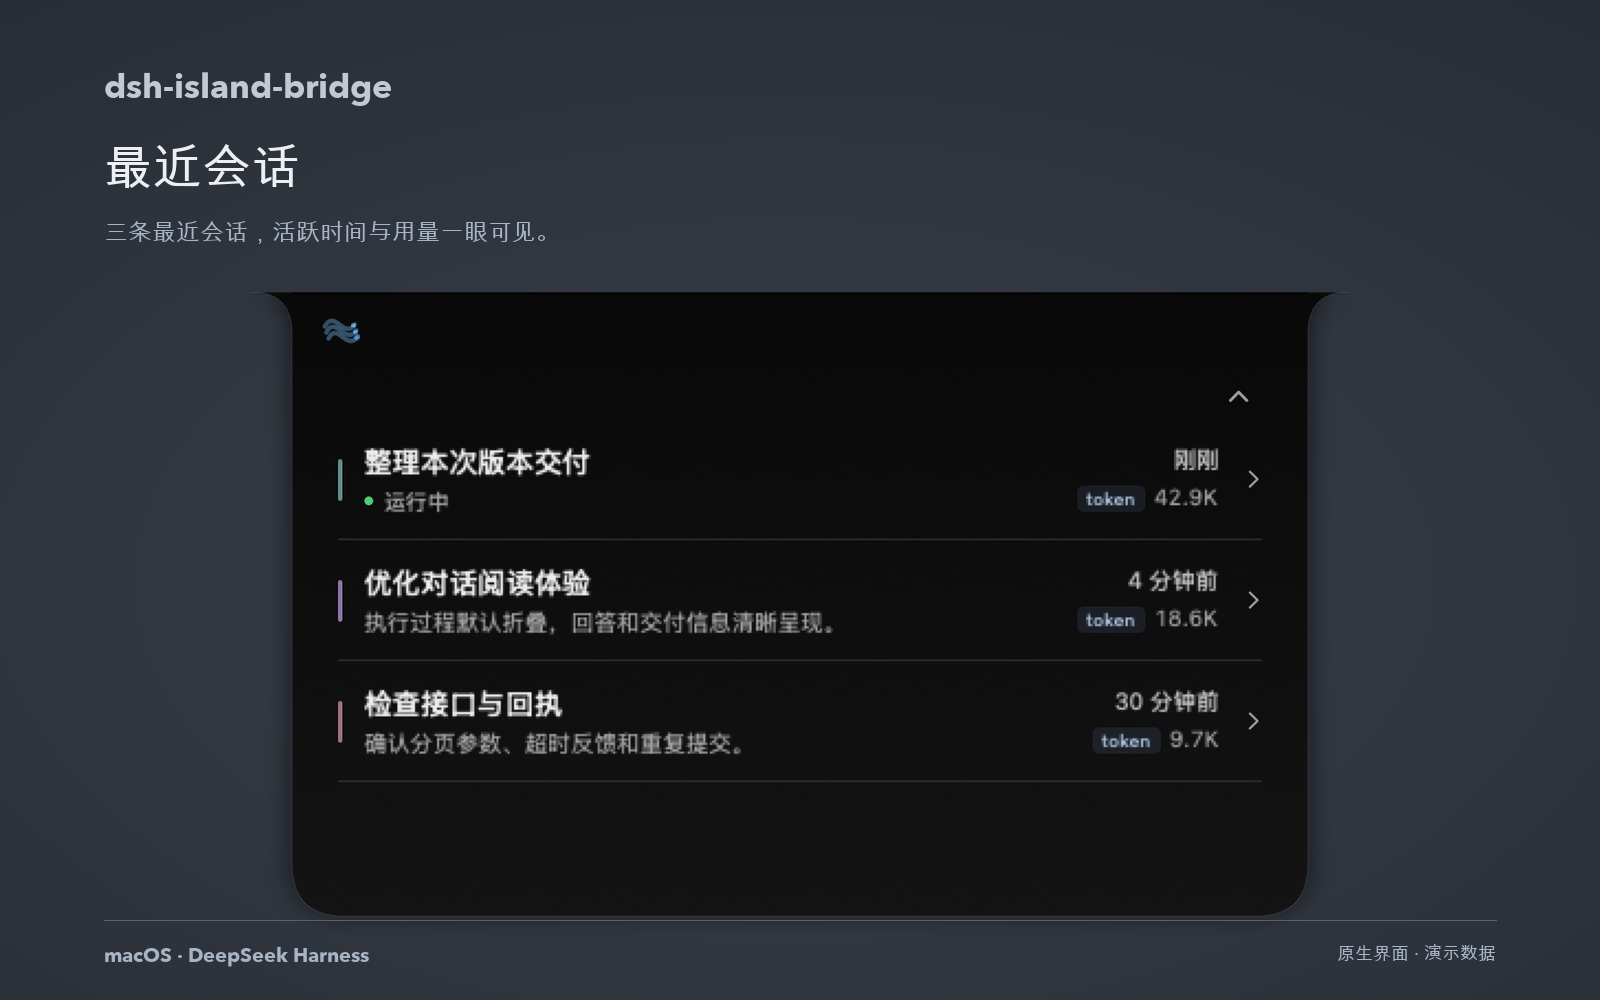 dsh-island-bridge
最近会话
三条最近会话，活跃时间与用量一眼可见。
整理本次版本交付
刚刚
运行中
token 42.9K
优化对话阅读体验
4 分钟前
执行过程默认折叠，回答和交付信息清晰呈现。
token 18.6K
检查接口与回执
30 分钟前
确认分页参数、超时反馈和重复提交。
token 9.7K
macOS · DeepSeek Harness
原生界面 · 演示数据